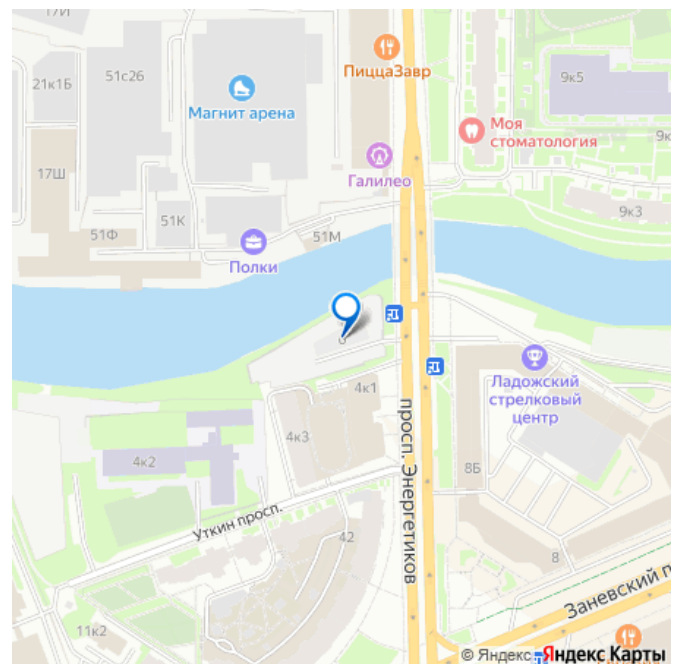 17И
21к1Б
51с26
ПиццаЗавр
9к5
Магнит арена
Моя
стоматология
17Ш
Галилео
9к3
51К
51Ф
51М
Полки
6
Ладожский
стрелковый
центр
4к1
просп. Энергетиков
4к3
4к2
8Б
Уткин просп.
42
8
Заневский п
11к2
© Яндекс
Яндекс Карты